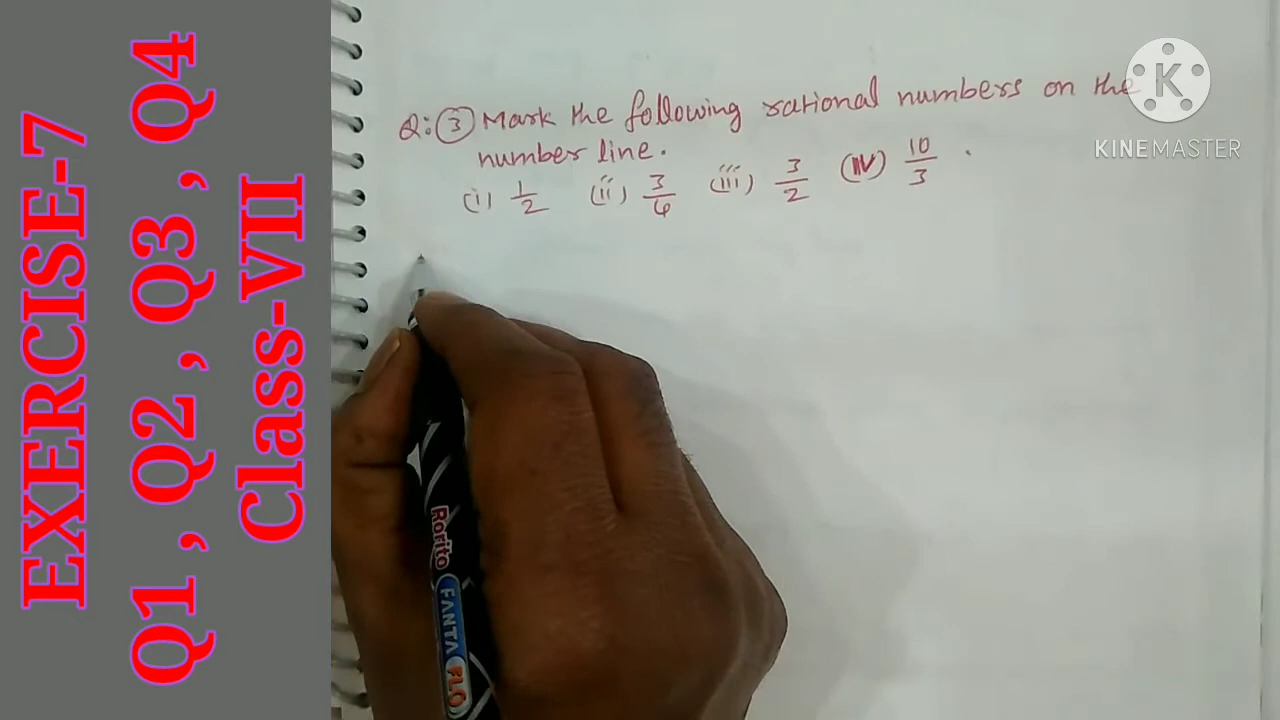 EXERCISE-7
Q1 , Q2 , Q3 , Q4
Class-VII
Q:③ Mark the following rational numbers on the
number line.
(i) 1/2 (ii) 3/4 (iii) 3/2 (IV) 10/3 .
KINEMASTER
K
Rorito
FANTA FLO